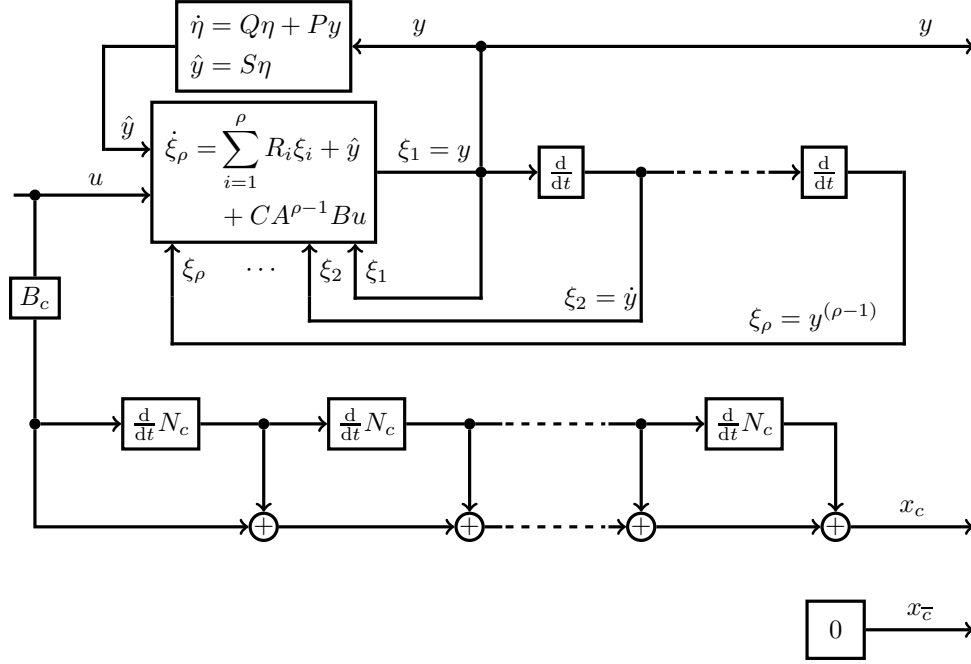 η̇ = Qη + Py
ŷ = Sη
y
y
ŷ
ξ̇_ρ = ∑_{i=1}^{ρ} R_i ξ_i + ŷ
+ CA^{ρ−1}Bu
ξ_1 = y
d/dt
d/dt
u
ξ_ρ
⋯
ξ_2
ξ_1
B_c
ξ_2 = ẏ
ξ_ρ = y^{(ρ−1)}
d/dt N_c
d/dt N_c
d/dt N_c
+
+
+
+
x_c
0
x_{c̅}